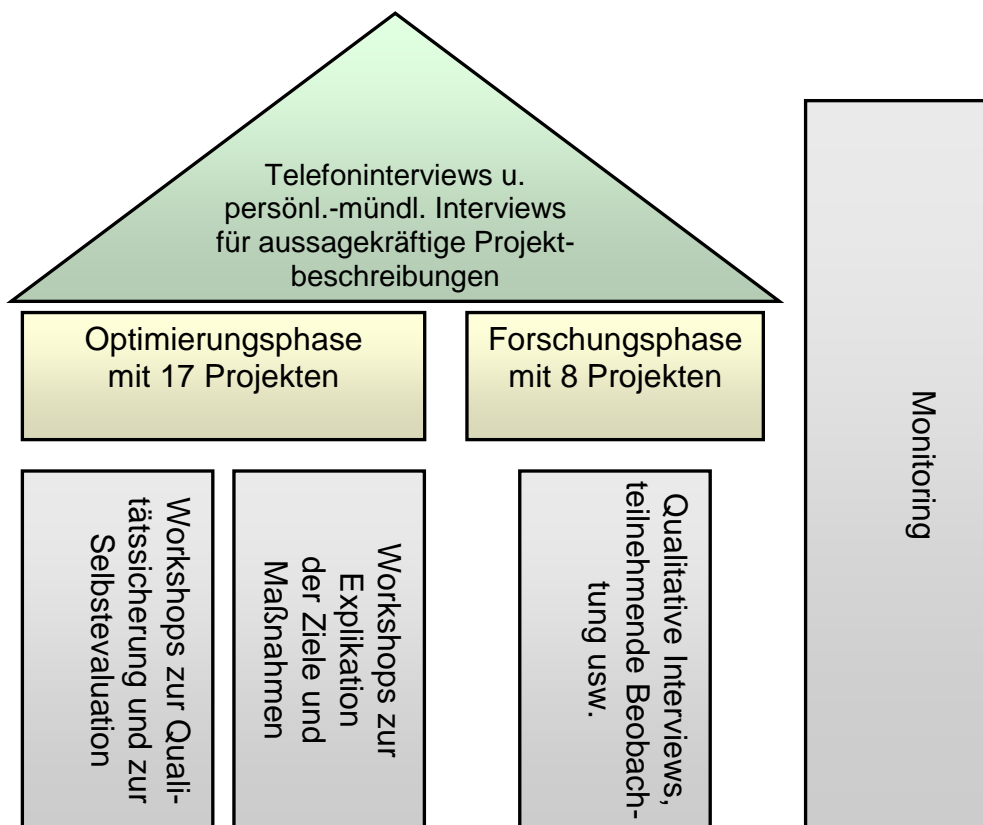 Telefoninterviews u.
persönl.-mündl. Interviews
für aussagekräftige Projekt-
beschreibungen
Optimierungsphase
mit 17 Projekten
Forschungsphase
mit 8 Projekten
Workshops zur Quali-
tätssicherung und zur
Selbstevaluation
Workshops zur
Explikation
der Ziele und
Maßnahmen
Qualitative Interviews,
teilnehmende Beobach-
tung usw.
Monitoring